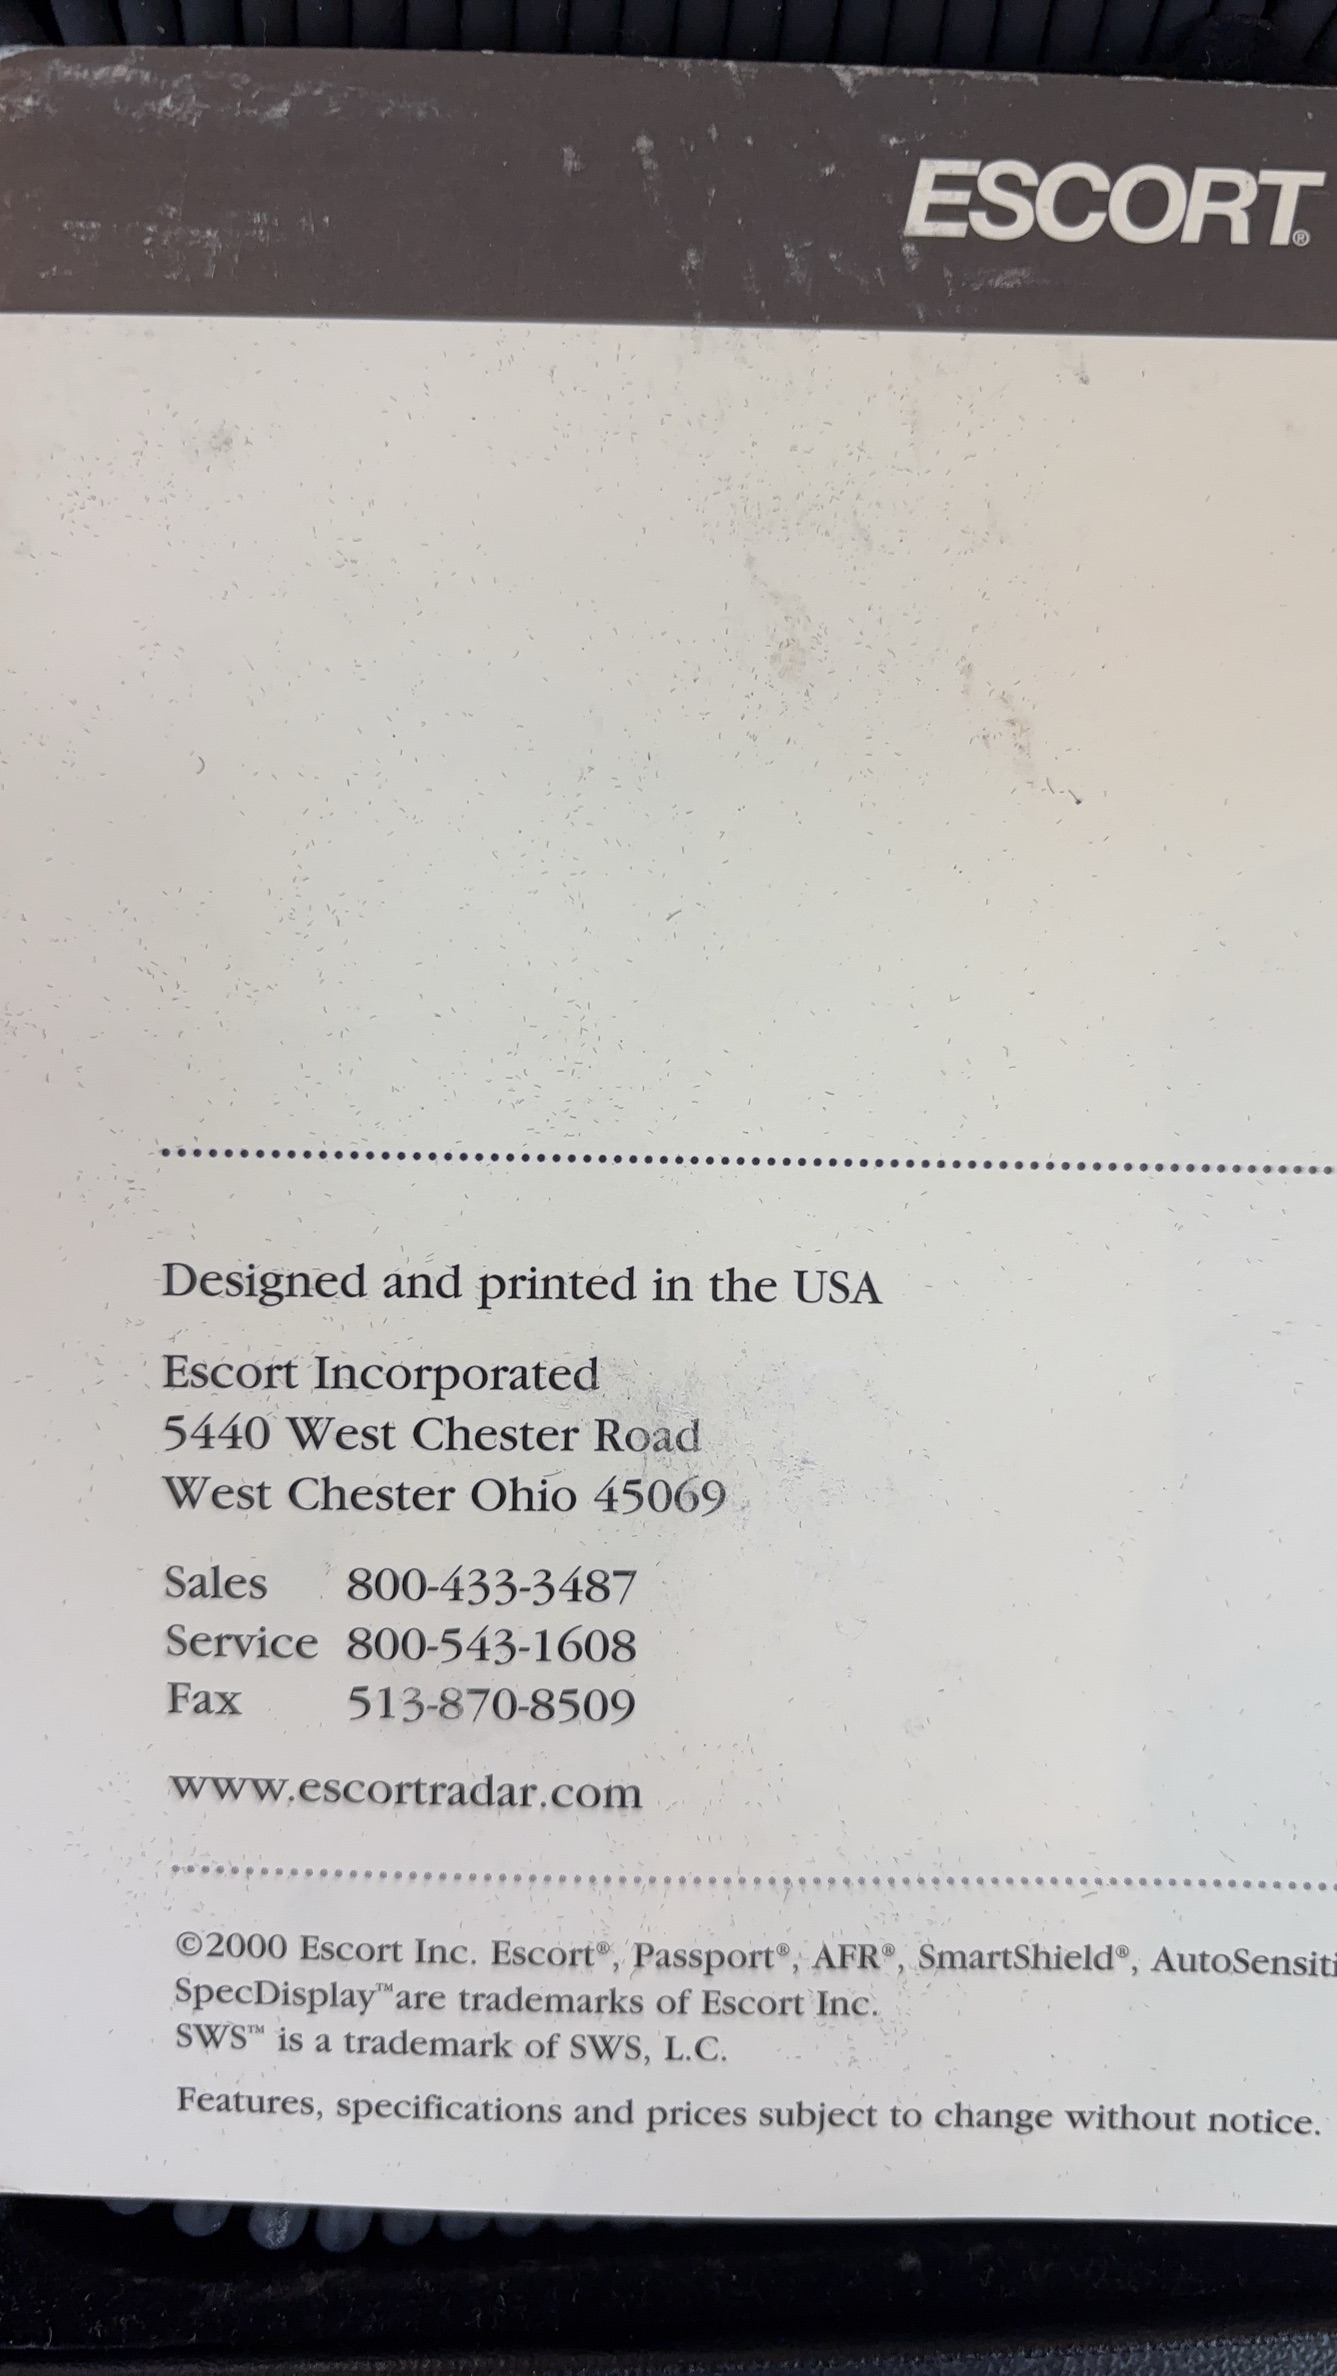 ESCORT®
Designed and printed in the USA
Escort Incorporated
5440 West Chester Road
West Chester Ohio 45069
Sales 800-433-3487
Service 800-543-1608
Fax 513-870-8509
www.escortradar.com
©2000 Escort Inc. Escort®, Passport®, AFR®, SmartShield®, AutoSensiti
SpecDisplay™ are trademarks of Escort Inc.
SWS™ is a trademark of SWS, L.C.
Features, specifications and prices subject to change without notice.